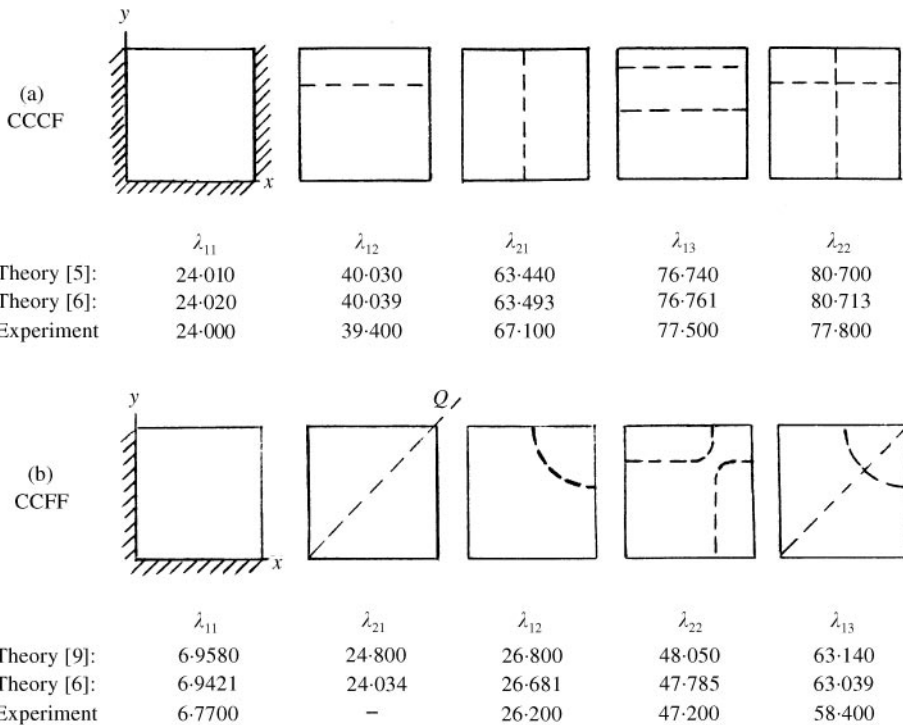 y
(a)
CCCF
x
λ11 λ12 λ21 λ13 λ22
Theory [5]: 24·010 40·030 63·440 76·740 80·700
Theory [6]: 24·020 40·039 63·493 76·761 80·713
Experiment 24·000 39·400 67·100 77·500 77·800
y Q
(b)
CCFF
x
λ11 λ21 λ12 λ22 λ13
Theory [9]: 6·9580 24·800 26·800 48·050 63·140
Theory [6]: 6·9421 24·034 26·681 47·785 63·039
Experiment 6·7700 – 26·200 47·200 58·400